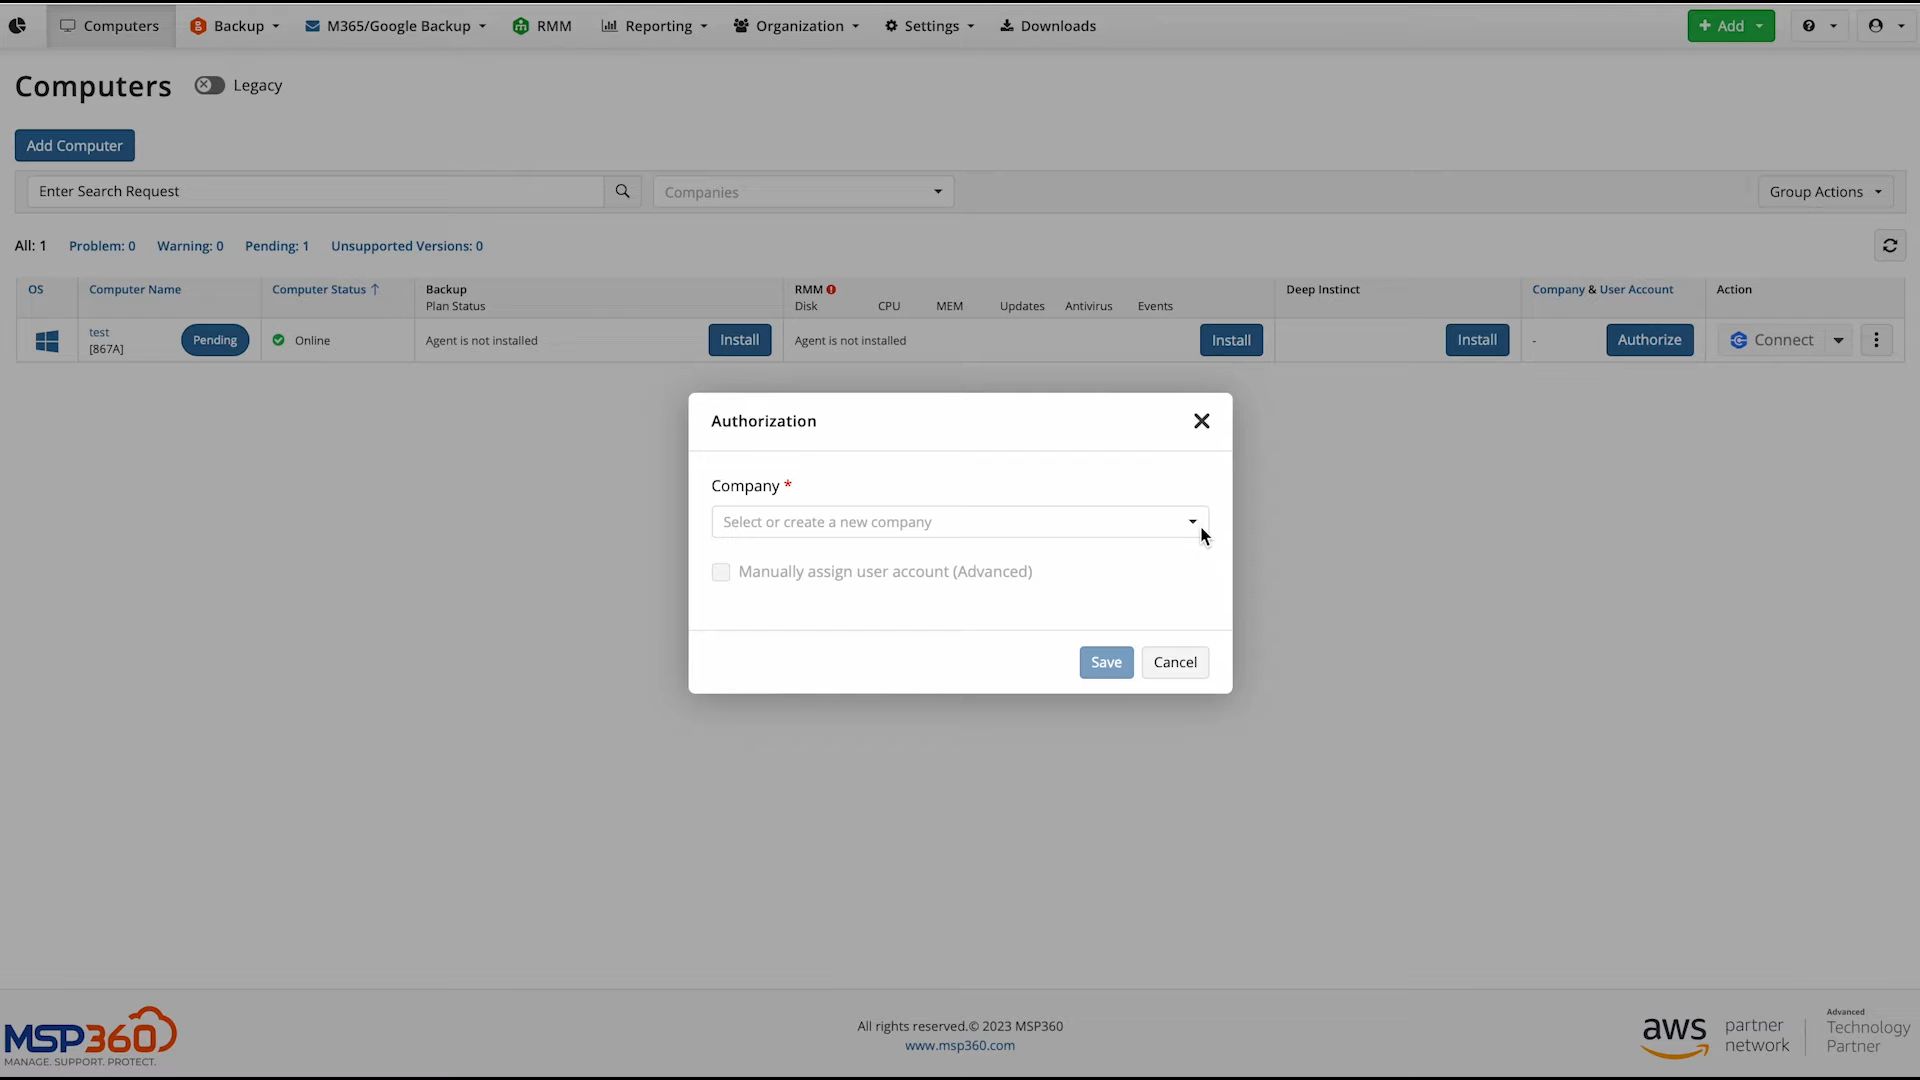 Computers Backup M365/Google Backup RMM Reporting Organization Settings Downloads + Add
Computers Legacy
Add Computer
Enter Search Request Companies Group Actions
All: 1 Problem: 0 Warning: 0 Pending: 1 Unsupported Versions: 0
OS Computer Name Computer Status ↑ Backup RMM Deep Instinct Company & User Account Action
Plan Status Disk CPU MEM Updates Antivirus Events
test
[867A]
Pending Online Agent is not installed Install Agent is not installed Install Install - Authorize Connect
Authorization
Company *
Select or create a new company
Manually assign user account (Advanced)
Save Cancel
MSP360
MANAGE. SUPPORT. PROTECT.
All rights reserved.© 2023 MSP360
www.msp360.com
aws partner network
Advanced
Technology
Partner